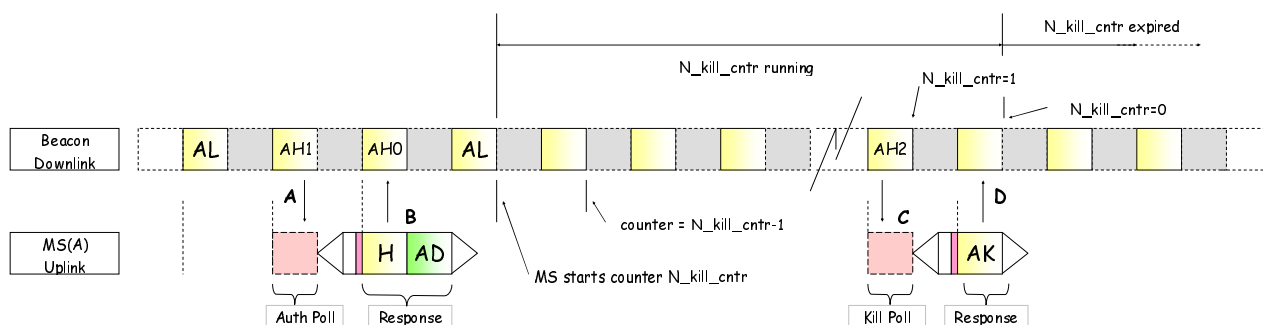 N_kill_cntr expired
N_kill_cntr running
N_kill_cntr=1
N_kill_cntr=0
Beacon
Downlink
AL
AH1
AH0
AL
AH2
A
B
C
D
counter = N_kill_cntr-1
MS(A)
Uplink
H
AD
AK
MS starts counter N_kill_cntr
Auth Poll
Response
Kill Poll
Response